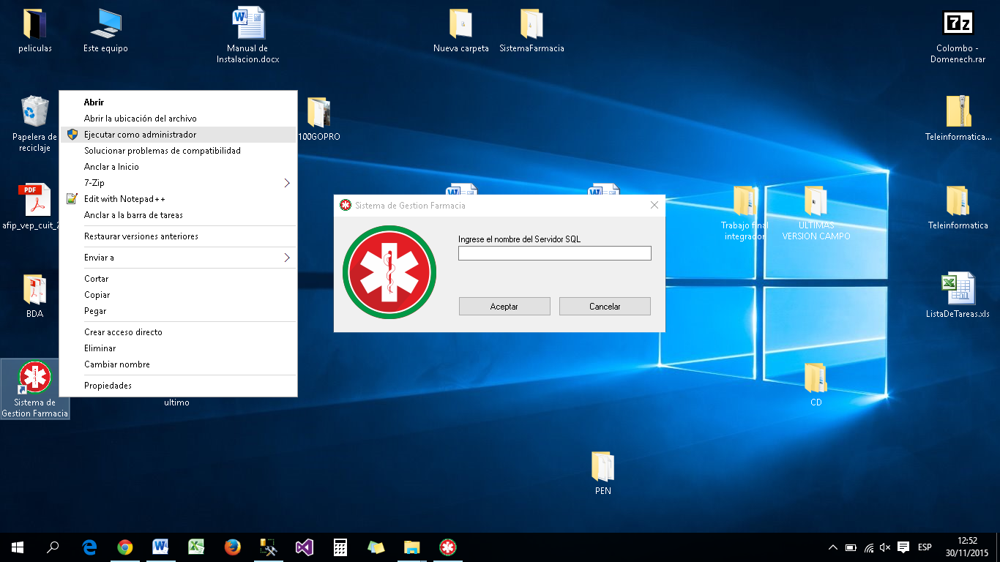 peliculas
Este equipo
Manual de
Instalacion.docx
Nueva carpeta
SistemaFarmacia
7z
Colombo -
Domenech.rar
Papelera de
reciclaje
100GOPRO
Teleinformatica...
PDF
afip_vep_cuit_2
BDA
Sistema de
Gestion Farmacia
Abrir
Abrir la ubicación del archivo
Ejecutar como administrador
Solucionar problemas de compatibilidad
Anclar a Inicio
7-Zip
Edit with Notepad++
Anclar a la barra de tareas
Restaurar versiones anteriores
Enviar a
Cortar
Copiar
Pegar
Crear acceso directo
Eliminar
Cambiar nombre
Propiedades
ultimo
Sistema de Gestion Farmacia
Ingrese el nombre del Servidor SQL
Aceptar
Cancelar
Trabajo final
integrador
ULTIMAS
VERSION CAMPO
Teleinformatica
ListaDeTareas.xls
CD
PEN
ESP
12:52
30/11/2015